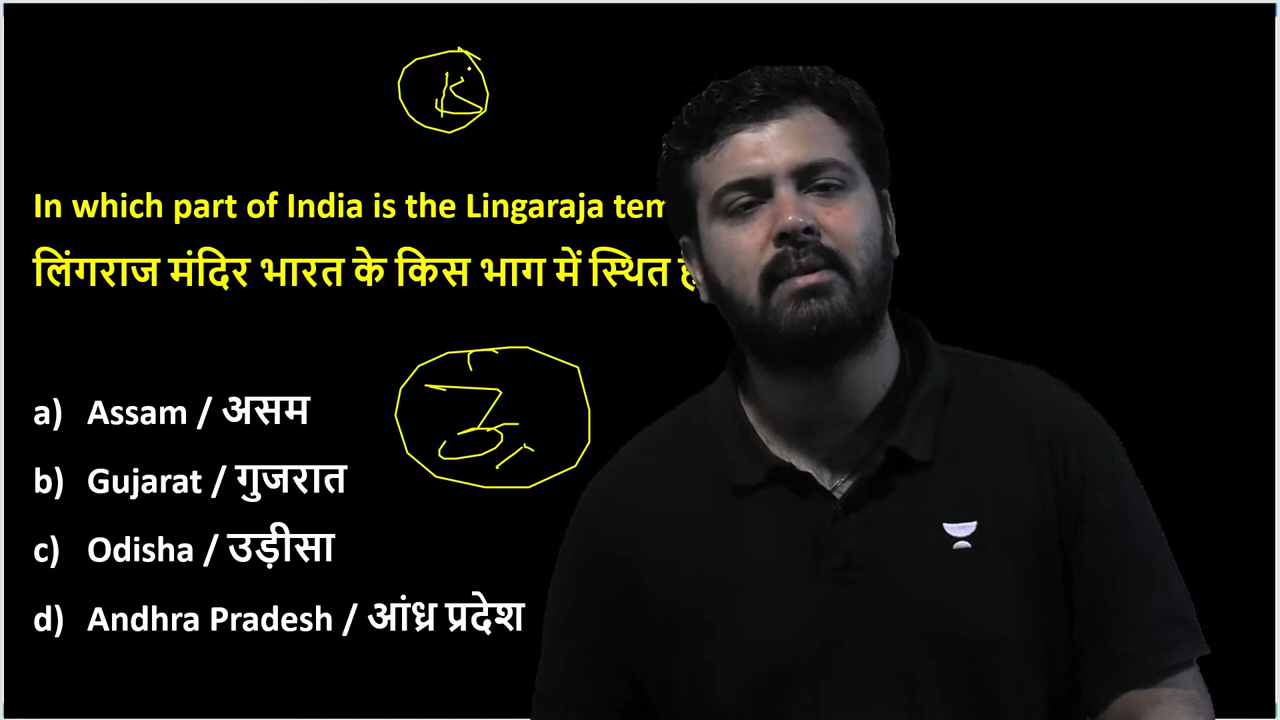 In which part of India is the Lingaraja
लिंगराज मंदिर भारत के किस भाग में स्थित
a) Assam / असम
b) Gujarat / गुजरात
c) Odisha / उड़ीसा
d) Andhra Pradesh / आंध्र प्रदेश